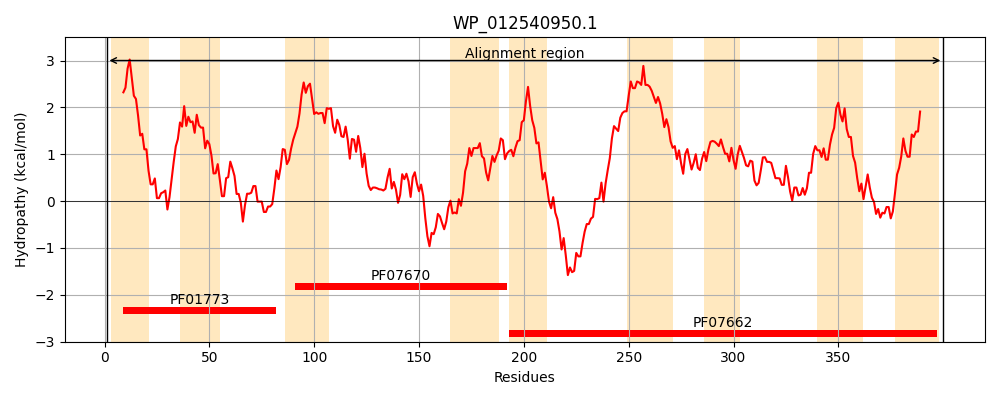 WP_012540950.1
Alignment region
Hydropathy (kcal/mol)
3
2
1
0
−1
−2
−3
PF07670
PF01773
PF07662
0 50 100 150 200 250 300 350
Residues